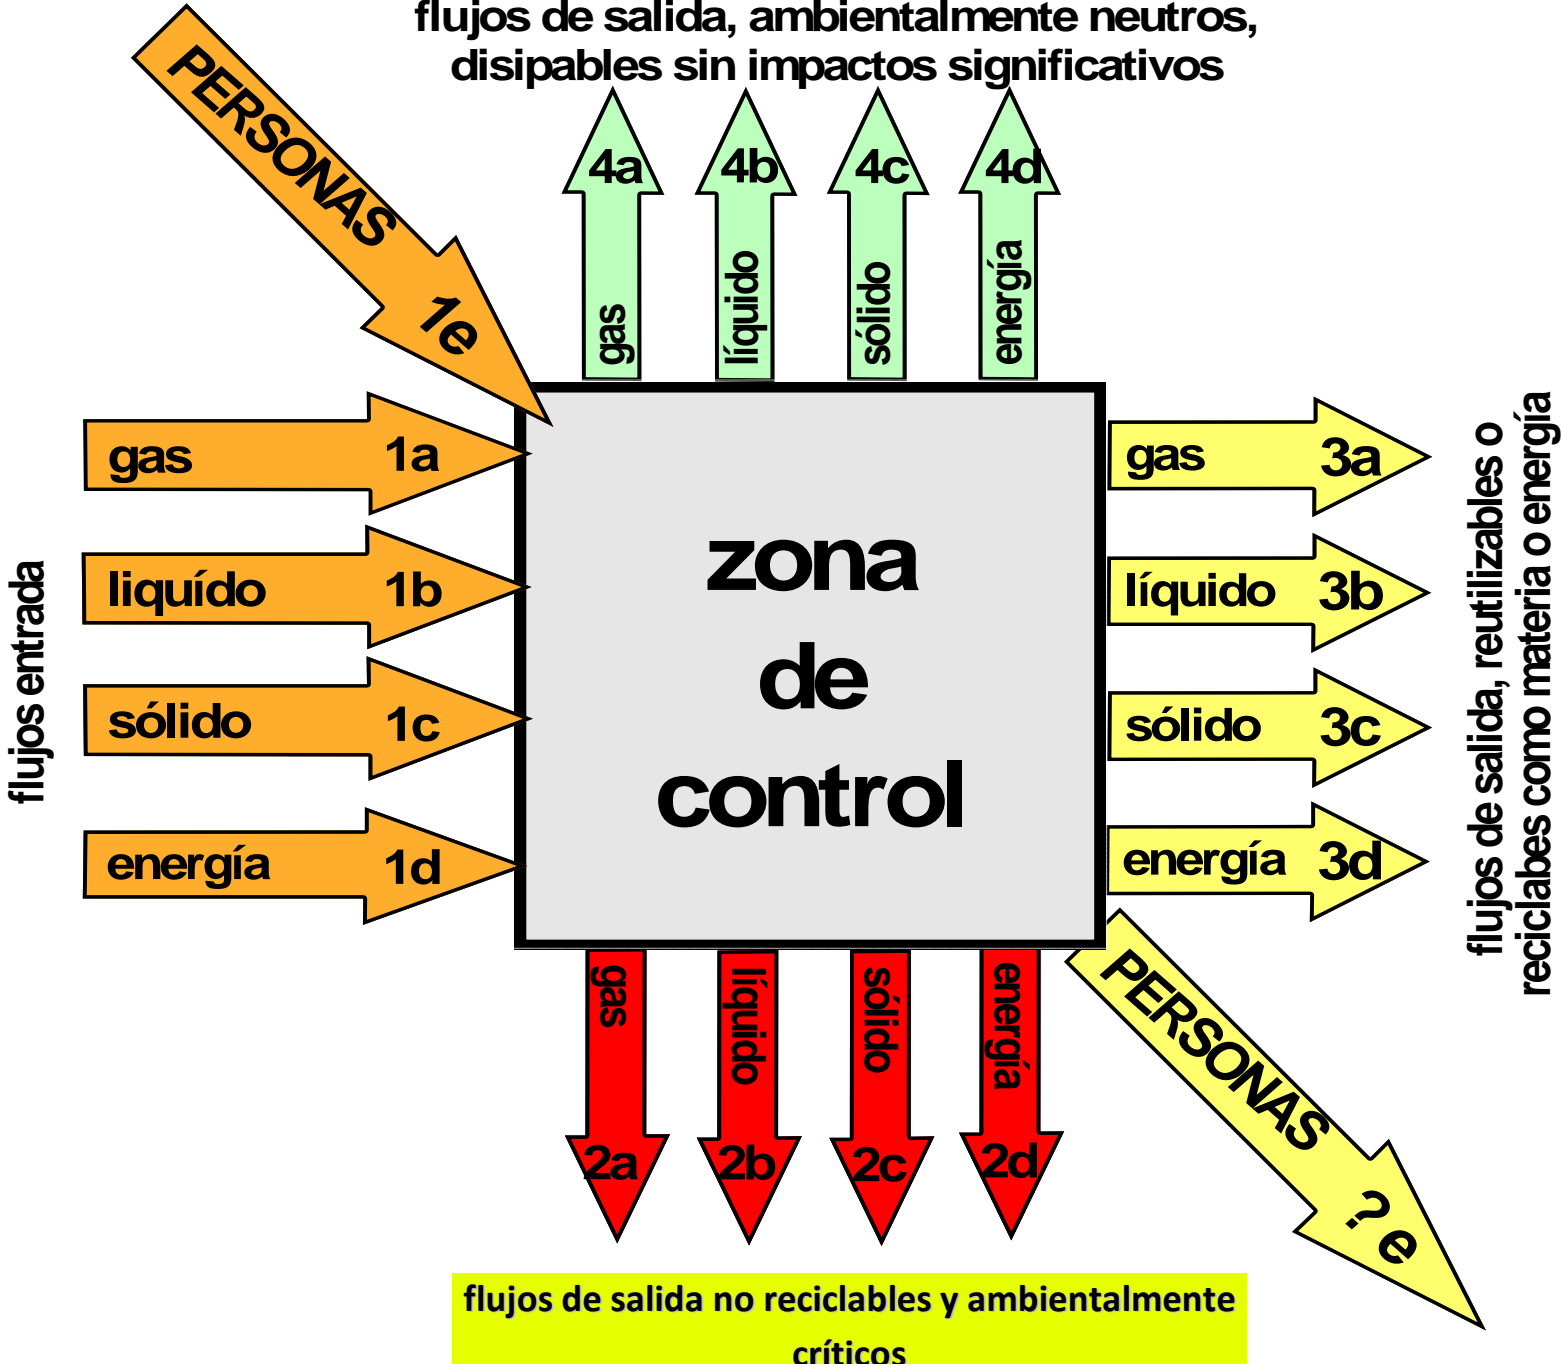 flujos de salida, ambientalmente neutros,
disipables sin impactos significativos
PERSONAS 1e
4a
4b
4c
4d
gas
líquido
sólido
energía
flujos entrada
gas 1a
liquído 1b
sólido 1c
energía 1d
zona
de
control
gas 3a
líquido 3b
sólido 3c
energía 3d
flujos de salida, reutilizables o
reciclabes como materia o energía
gas
líquido
sólido
energía
2a
2b
2c
2d
PERSONAS ? e
flujos de salida no reciclables y ambientalmente
críticos